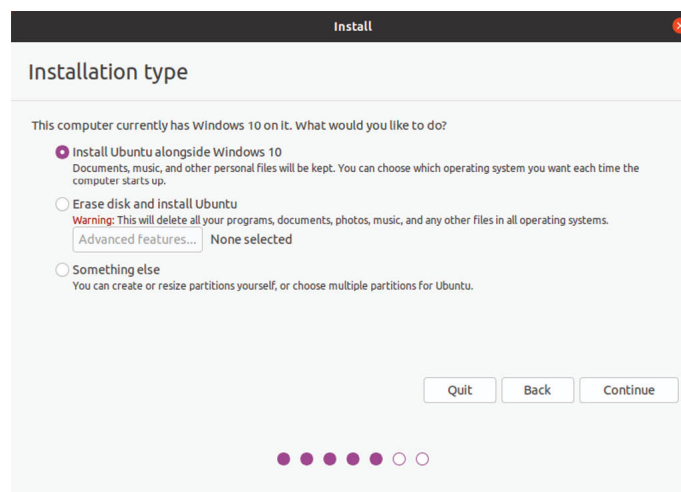 Install
Installation type
This computer currently has Windows 10 on it. What would you like to do?
Install Ubuntu alongside Windows 10
Documents, music, and other personal files will be kept. You can choose which operating system you want each time the
computer starts up.
Erase disk and install Ubuntu
Warning: This will delete all your programs, documents, photos, music, and any other files in all operating systems.
Advanced features... None selected
Something else
You can create or resize partitions yourself, or choose multiple partitions for Ubuntu.
Quit Back Continue